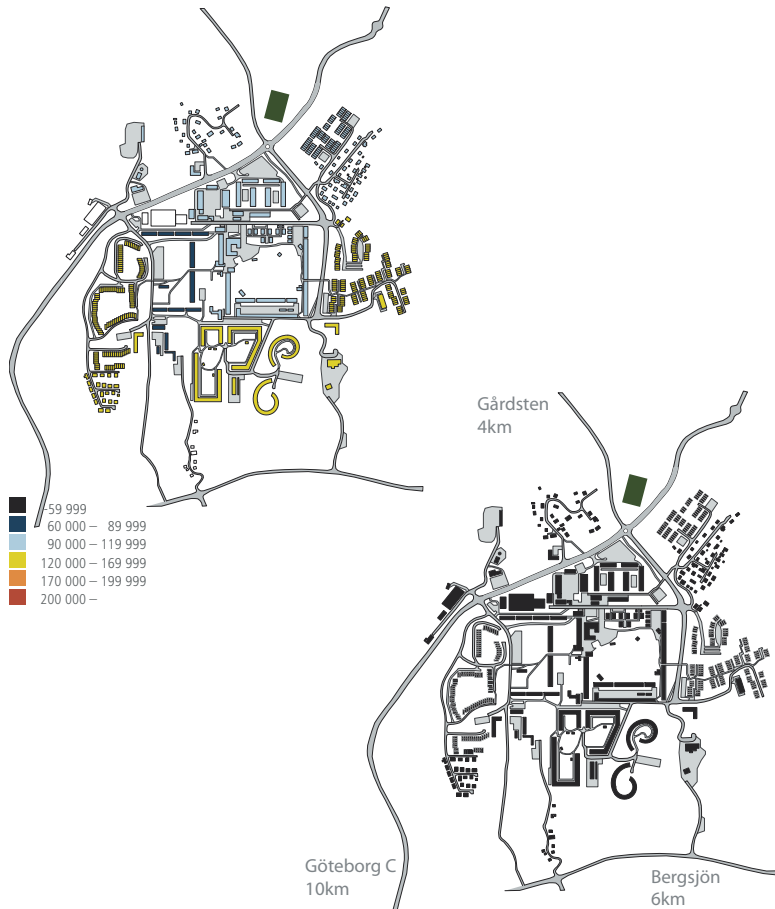 Gårdsten
4km
-59 999
60 000 – 89 999
90 000 – 119 999
120 000 – 169 999
170 000 – 199 999
200 000 –
Göteborg C
10km
Bergsjön
6km